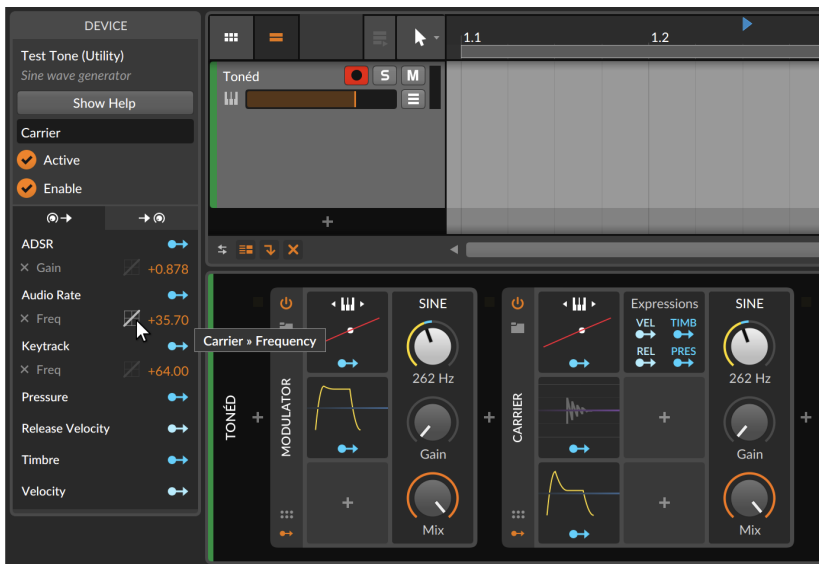 DEVICE
Test Tone (Utility)
Sine wave generator
Show Help
Carrier
Active
Enable
ADSR
× Gain +0.878
Audio Rate
× Freq +35.70
Keytrack
× Freq +64.00
Pressure
Release Velocity
Timbre
Velocity
1.1 1.2
Tonéd S M
+
Carrier » Frequency
TONÉD
+
MODULATOR
SINE
262 Hz
Gain
+
Mix
+
CARRIER
Expressions
VEL TIMB
REL PRES
+
+
SINE
262 Hz
Gain
Mix
+